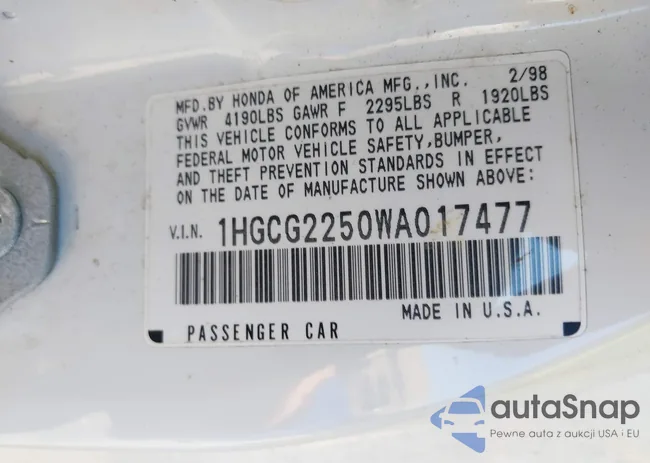 MFD. BY HONDA OF AMERICA MFG., INC. 2/98
GVWR 4190LBS GAWR F 2295LBS R 1920LBS
THIS VEHICLE CONFORMS TO ALL APPLICABLE
FEDERAL MOTOR VEHICLE SAFETY, BUMPER,
AND THEFT PREVENTION STANDARDS IN EFFECT
ON THE DATE OF MANUFACTURE SHOWN ABOVE:
V.I.N. 1HGCG2250WA017477
MADE IN U.S.A.
PASSENGER CAR
autaSnap
Pewne auta z aukcji USA i EU